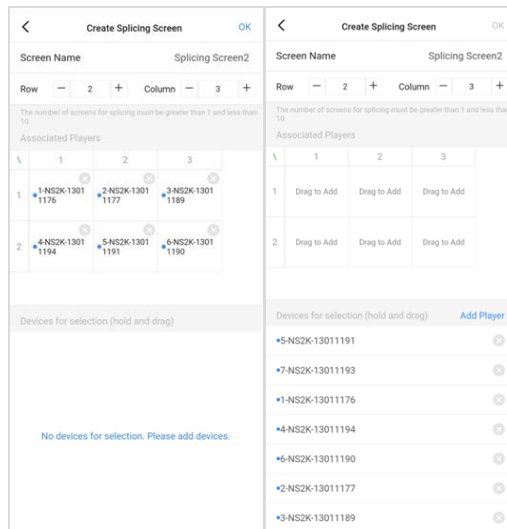 Create Splicing Screen OK
Screen Name Splicing Screen2
Row − 2 + Column − 3 +
The number of screens for splicing must be greater than 1 and less than
10.
Associated Players
\ 1 2 3
1 1-NS2K-1301 2-NS2K-1301 3-NS2K-1301
1176 1177 1189
2 4-NS2K-1301 5-NS2K-1301 6-NS2K-1301
1194 1191 1190
Devices for selection (hold and drag)
No devices for selection. Please add devices.
Create Splicing Screen OK
Screen Name Splicing Screen2
Row − 2 + Column − 3 +
The number of screens for splicing must be greater than 1 and less tha
10.
Associated Players
\ 1 2 3
1 Drag to Add Drag to Add Drag to Add
2 Drag to Add Drag to Add Drag to Add
Devices for selection (hold and drag) Add Player
•5-NS2K-13011191
•7-NS2K-13011193
•1-NS2K-13011176
•4-NS2K-13011194
•6-NS2K-13011190
•2-NS2K-13011177
•3-NS2K-13011189